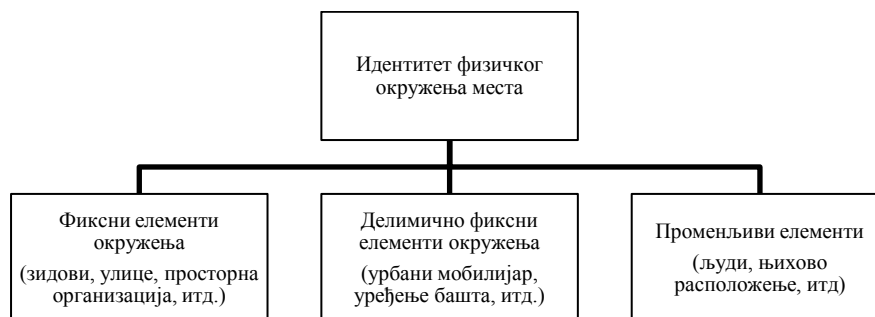 Идентитет физичког
окружења места
Фиксни елементи
окружења
(зидови, улице, просторна
организација, итд.)
Делимично фиксни
елементи окружења
(урбани мобилијар,
уређење башта, итд.)
Променљиви елементи
(људи, њихово
расположење, итд)